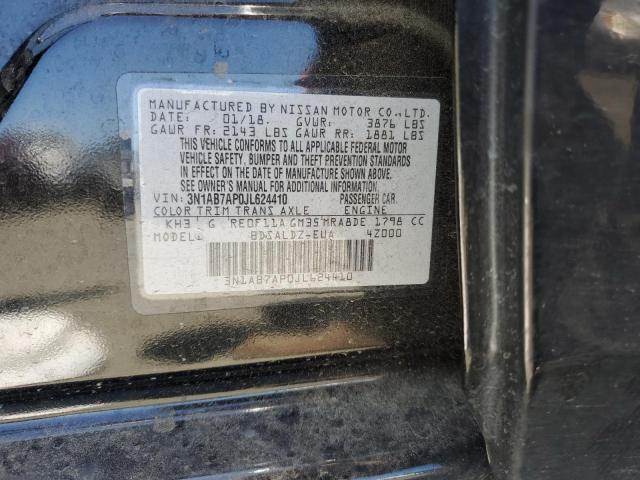 MANUFACTURED BY NISSAN MOTOR CO.,LTD.
DATE: 01/18 GVWR: 3876 LBS
GAWR FR: 2143 LBS GAWR RR: 1881 LBS
THIS VEHICLE CONFORMS TO ALL APPLICABLE FEDERAL MOTOR
VEHICLE SAFETY, BUMPER AND THEFT PREVENTION STANDARDS
IN EFFECT ON THE DATE OF MANUFACTURE SHOWN ABOVE.
SEE OWNER'S MANUAL FOR ADDITIONAL INFORMATION.
VIN: 3N1AB7AP0JL624410 PASSENGER CAR
COLOR TRIM TRANS AXLE ENGINE
KH3 G RE0F11A GM35 MRA8DE 1798 CC
MODEL: BDSALDZ-EUA 4Z000
3N1AB7AP0JL624410